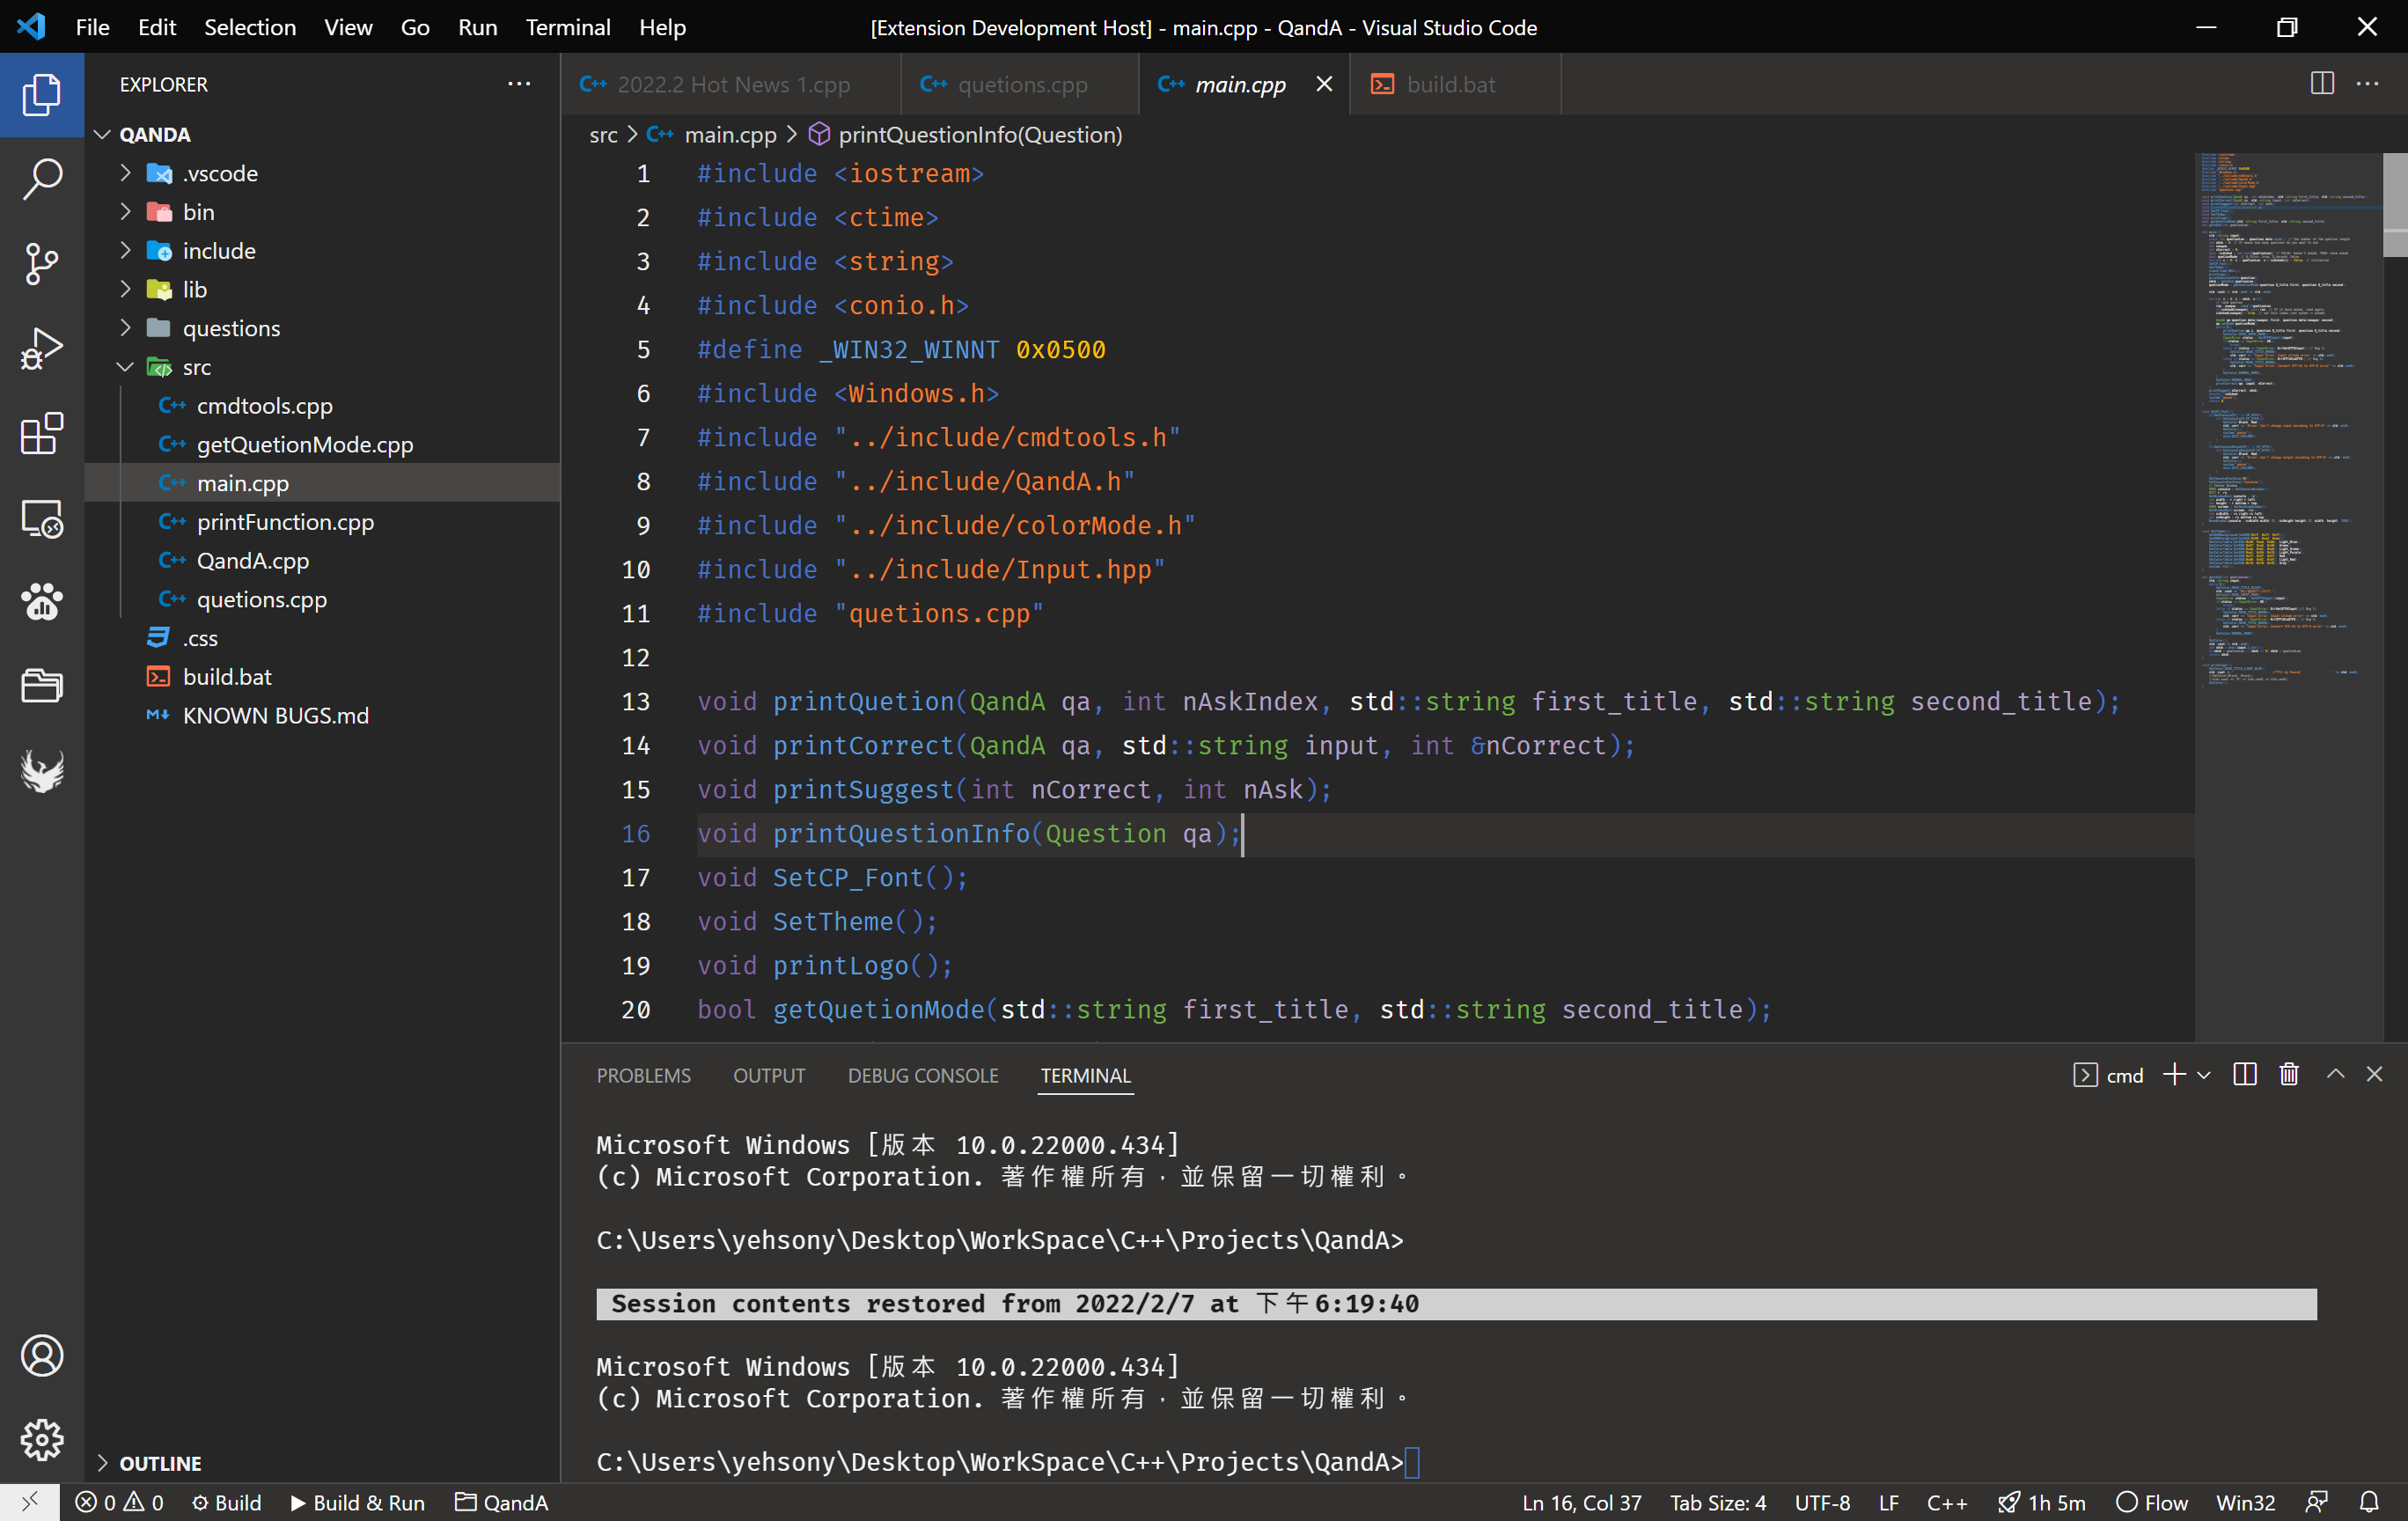 File Edit Selection View Go Run Terminal Help
[Extension Development Host] - main.cpp - QandA - Visual Studio Code
EXPLORER
QANDA
.vscode
bin
include
lib
questions
src
cmdtools.cpp
getQuetionMode.cpp
main.cpp
printFunction.cpp
QandA.cpp
quetions.cpp
.css
build.bat
KNOWN BUGS.md
OUTLINE
2022.2 Hot News 1.cpp quetions.cpp main.cpp build.bat
src > main.cpp > printQuestionInfo(Question)
1 #include <iostream>
2 #include <ctime>
3 #include <string>
4 #include <conio.h>
5 #define _WIN32_WINNT 0x0500
6 #include <Windows.h>
7 #include "../include/cmdtools.h"
8 #include "../include/QandA.h"
9 #include "../include/colorMode.h"
10 #include "../include/Input.hpp"
11 #include "quetions.cpp"
12
13 void printQuetion(QandA qa, int nAskIndex, std::string first_title, std::string second_title);
14 void printCorrect(QandA qa, std::string input, int &nCorrect);
15 void printSuggest(int nCorrect, int nAsk);
16 void printQuestionInfo(Question qa);
17 void SetCP_Font();
18 void SetTheme();
19 void printLogo();
20 bool getQuetionMode(std::string first_title, std::string second_title);
PROBLEMS OUTPUT DEBUG CONSOLE TERMINAL
cmd
Microsoft Windows [版本 10.0.22000.434]
(c) Microsoft Corporation. 著作權所有，並保留一切權利。
C:\Users\yehsony\Desktop\WorkSpace\C++\Projects\QandA>
Session contents restored from 2022/2/7 at 下午6:19:40
Microsoft Windows [版本 10.0.22000.434]
(c) Microsoft Corporation. 著作權所有，並保留一切權利。
C:\Users\yehsony\Desktop\WorkSpace\C++\Projects\QandA>
0 0 Build Build & Run QandA
Ln 16, Col 37 Tab Size: 4 UTF-8 LF C++ 1h 5m Flow Win32